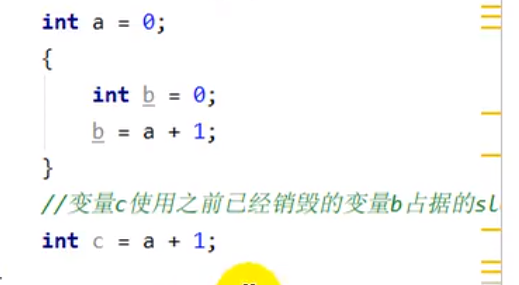 int a = 0;
{
int b = 0;
b = a + 1;
}
//变量c使用之前已经销毁的变量b占据的sl
int c = a + 1;